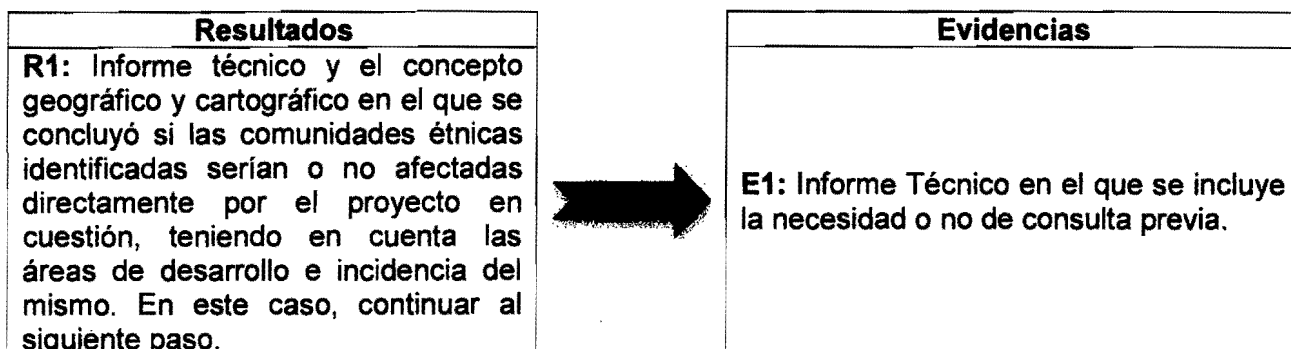 Resultados
R1: Informe técnico y el concepto
geográfico y cartográfico en el que se
concluyó si las comunidades étnicas
identificadas serían o no afectadas
directamente por el proyecto en
cuestión, teniendo en cuenta las
áreas de desarrollo e incidencia del
mismo. En este caso, continuar al
siguiente paso.
Evidencias
E1: Informe Técnico en el que se incluye
la necesidad o no de consulta previa.